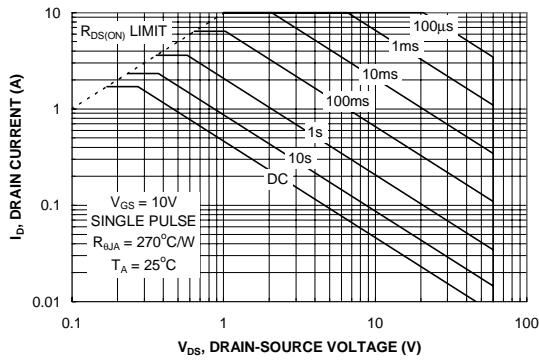 10
R_DS(ON) LIMIT
100μs
1ms
10ms
100ms
1s
10s
DC
1
0.1
0.01
I_D, DRAIN CURRENT (A)
V_GS = 10V
SINGLE PULSE
R_θJA = 270°C/W
T_A = 25°C
0.1
1
10
100
V_DS, DRAIN-SOURCE VOLTAGE (V)